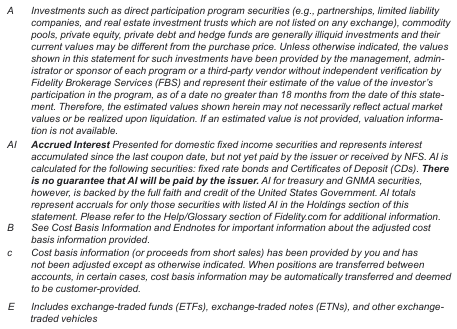 A Investments such as direct participation program securities (e.g., partnerships, limited liability
companies, and real estate investment trusts which are not listed on any exchange), commodity
pools, private equity, private debt and hedge funds are generally illiquid investments and their
current values may be different from the purchase price. Unless otherwise indicated, the values
shown in this statement for such investments have been provided by the management, admin-
istrator or sponsor of each program or a third-party vendor without independent verification by
Fidelity Brokerage Services (FBS) and represent their estimate of the value of the investor's
participation in the program, as of a date no greater than 18 months from the date of this state-
ment. Therefore, the estimated values shown herein may not necessarily reflect actual market
values or be realized upon liquidation. If an estimated value is not provided, valuation informa-
tion is not available.
AI Accrued Interest Presented for domestic fixed income securities and represents interest
accumulated since the last coupon date, but not yet paid by the issuer or received by NFS. AI is
calculated for the following securities: fixed rate bonds and Certificates of Deposit (CDs). There
is no guarantee that AI will be paid by the issuer. AI for treasury and GNMA securities,
however, is backed by the full faith and credit of the United States Government. AI totals
represent accruals for only those securities with listed AI in the Holdings section of this
statement. Please refer to the Help/Glossary section of Fidelity.com for additional information.
B See Cost Basis Information and Endnotes for important information about the adjusted cost
basis information provided.
c Cost basis information (or proceeds from short sales) has been provided by you and has
not been adjusted except as otherwise indicated. When positions are transferred between
accounts, in certain cases, cost basis information may be automatically transferred and deemed
to be customer-provided.
E Includes exchange-traded funds (ETFs), exchange-traded notes (ETNs), and other exchange-
traded vehicles